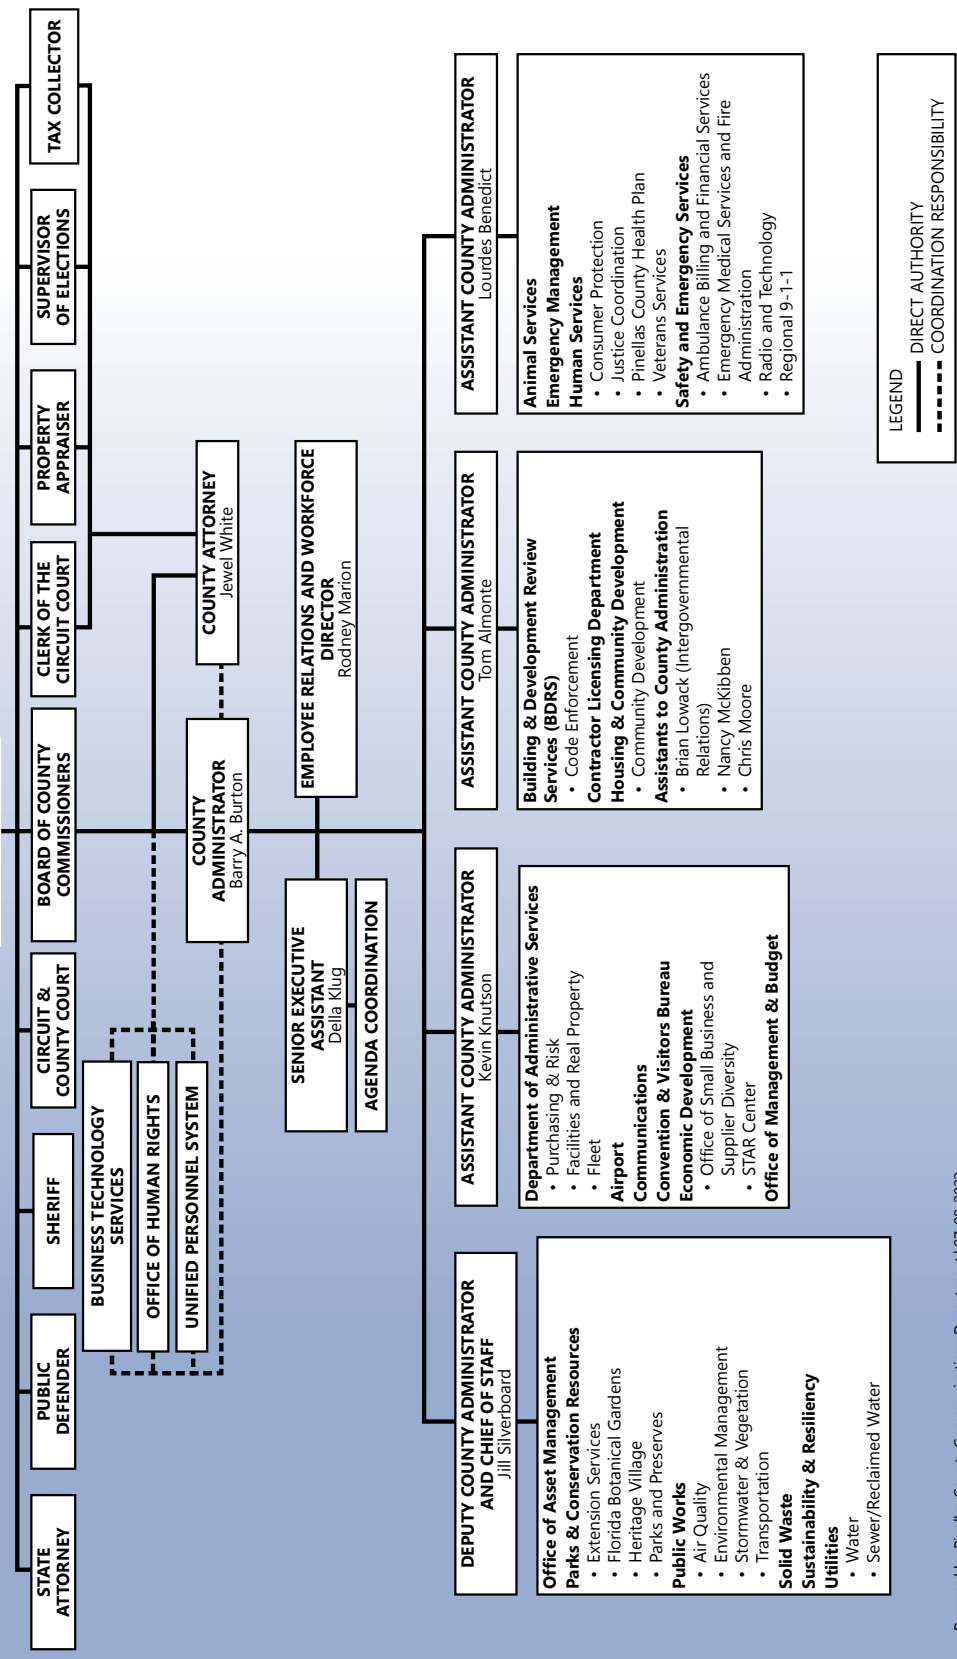 STATE
ATTORNEY
PUBLIC
DEFENDER
SHERIFF
CIRCUIT &
COUNTY COURT
BOARD OF COUNTY
COMMISSIONERS
CLERK OF THE
CIRCUIT COURT
PROPERTY
APPRAISER
SUPERVISOR
OF ELECTIONS
TAX COLLECTOR
BUSINESS TECHNOLOGY
SERVICES
OFFICE OF HUMAN RIGHTS
UNIFIED PERSONNEL SYSTEM
COUNTY
ADMINISTRATOR
Barry A. Burton
COUNTY ATTORNEY
Jewel White
SENIOR EXECUTIVE
ASSISTANT
Della Klug
AGENDA COORDINATION
EMPLOYEE RELATIONS AND WORKFORCE
DIRECTOR
Rodney Marion
DEPUTY COUNTY ADMINISTRATOR
AND CHIEF OF STAFF
Jill Silverboard
Office of Asset Management
Parks & Conservation Resources
• Extension Services
• Florida Botanical Gardens
• Heritage Village
• Parks and Preserves
Public Works
• Air Quality
• Environmental Management
• Stormwater & Vegetation
• Transportation
Solid Waste
Sustainability & Resiliency
Utilities
• Water
• Sewer/Reclaimed Water
ASSISTANT COUNTY ADMINISTRATOR
Kevin Knutson
Department of Administrative Services
• Purchasing & Risk
• Facilities and Real Property
• Fleet
Airport
Communications
Convention & Visitors Bureau
Economic Development
• Office of Small Business and
Supplier Diversity
• STAR Center
Office of Management & Budget
ASSISTANT COUNTY ADMINISTRATOR
Tom Almonte
Building & Development Review
Services (BDRS)
• Code Enforcement
Contractor Licensing Department
Housing & Community Development
• Community Development
Assistants to County Administration
• Brian Lowack (Intergovernmental
Relations)
• Nancy McKibben
• Chris Moore
ASSISTANT COUNTY ADMINISTRATOR
Lourdes Benedict
Animal Services
Emergency Management
Human Services
• Consumer Protection
• Justice Coordination
• Pinellas County Health Plan
• Veterans Services
Safety and Emergency Services
• Ambulance Billing and Financial Services
• Emergency Medical Services and Fire
Administration
• Radio and Technology
• Regional 9-1-1
LEGEND
DIRECT AUTHORITY
COORDINATION RESPONSIBILITY